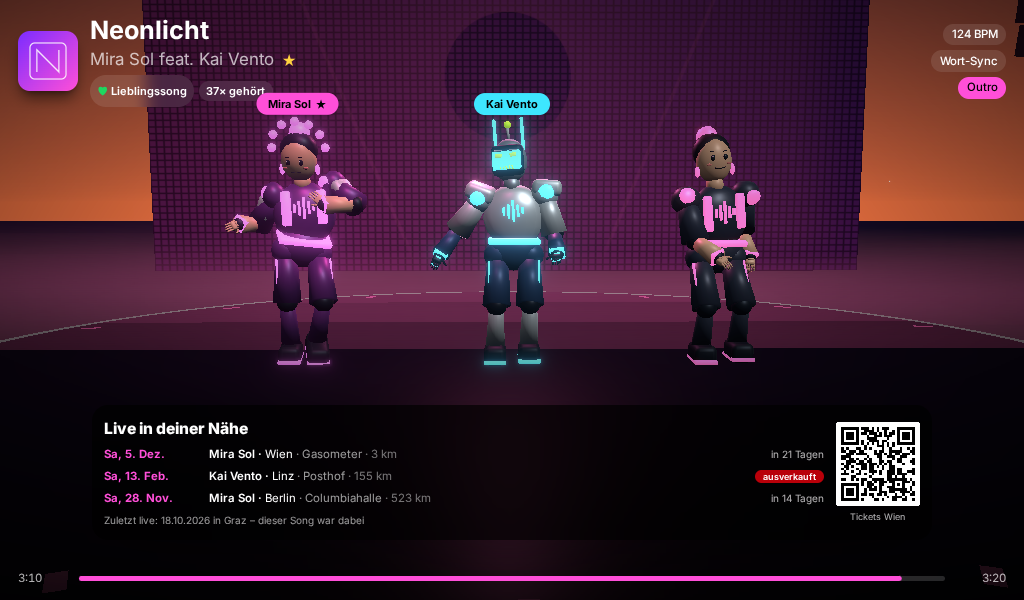 Neonlicht
Mira Sol feat. Kai Vento ★
Lieblingssong
37× gehört
124 BPM
Wort-Sync
Outro
Mira Sol ★
Kai Vento
Live in deiner Nähe
Sa, 5. Dez. Mira Sol · Wien · Gasometer · 3 km in 21 Tagen
Sa, 13. Feb. Kai Vento · Linz · Posthof · 155 km ausverkauft
Sa, 28. Nov. Mira Sol · Berlin · Columbiahalle · 523 km in 14 Tagen
Zuletzt live: 18.10.2026 in Graz – dieser Song war dabei
Tickets Wien
3:10
3:20